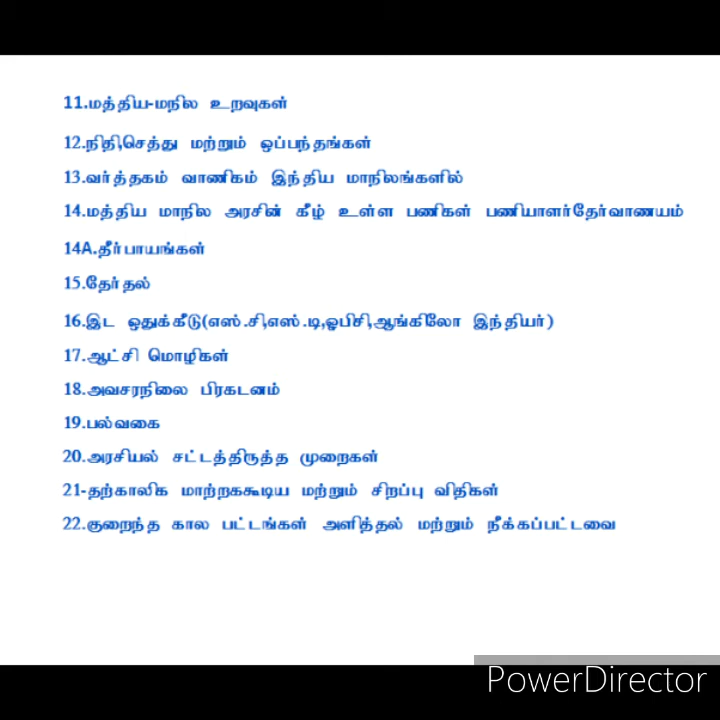 11.மத்திய-மநில உறவுகள்
12.நிதி,செத்து மற்றும் ஒப்பந்தங்கள்
13.வர்த்தகம் வாணிகம் இந்திய மாநிலங்களில்
14.மத்திய மாநில அரசின் கீழ் உள்ள பணிகள் பணியாளர்தேர்வாணயம்
14A.தீர்பாயங்கள்
15.தேர்தல்
16.இட ஒதுக்கீடு(எஸ்.சி,எஸ்.டி,ஓபிசி,ஆங்கிலோ இந்தியர்)
17.ஆட்சி மொழிகள்
18.அவசரநிலை பிரகடனம்
19.பல்வகை
20.அரசியல் சட்டத்திருத்த முறைகள்
21-தற்காலிக மாற்றககூடிய மற்றும் சிறப்பு விதிகள்
22.குறைந்த கால பட்டங்கள் அளித்தல் மற்றும் நீக்கப்பட்டவை
PowerDirector